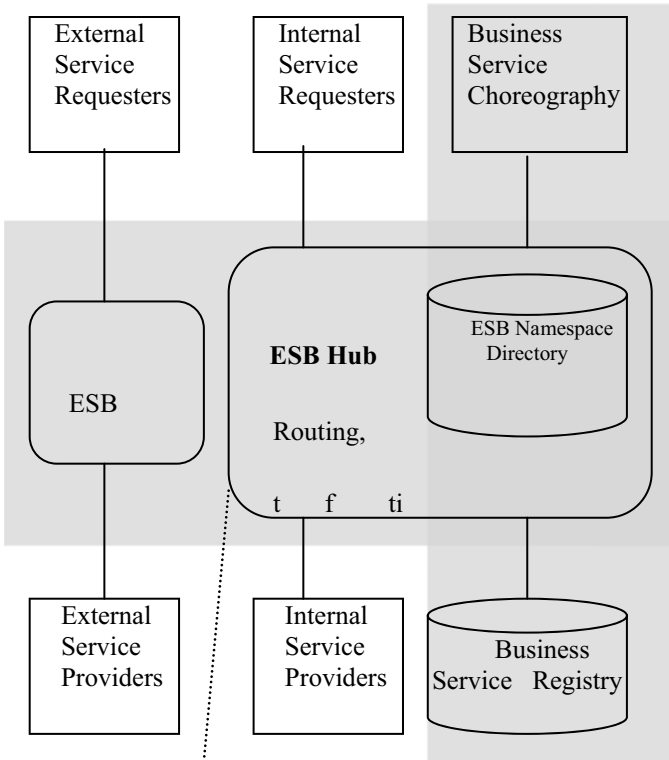 External
Service
Requesters
Internal
Service
Requesters
Business
Service
Choreography
ESB
ESB Hub
Routing,
t f ti
ESB Namespace
Directory
External
Service
Providers
Internal
Service
Providers
Business
Service Registry